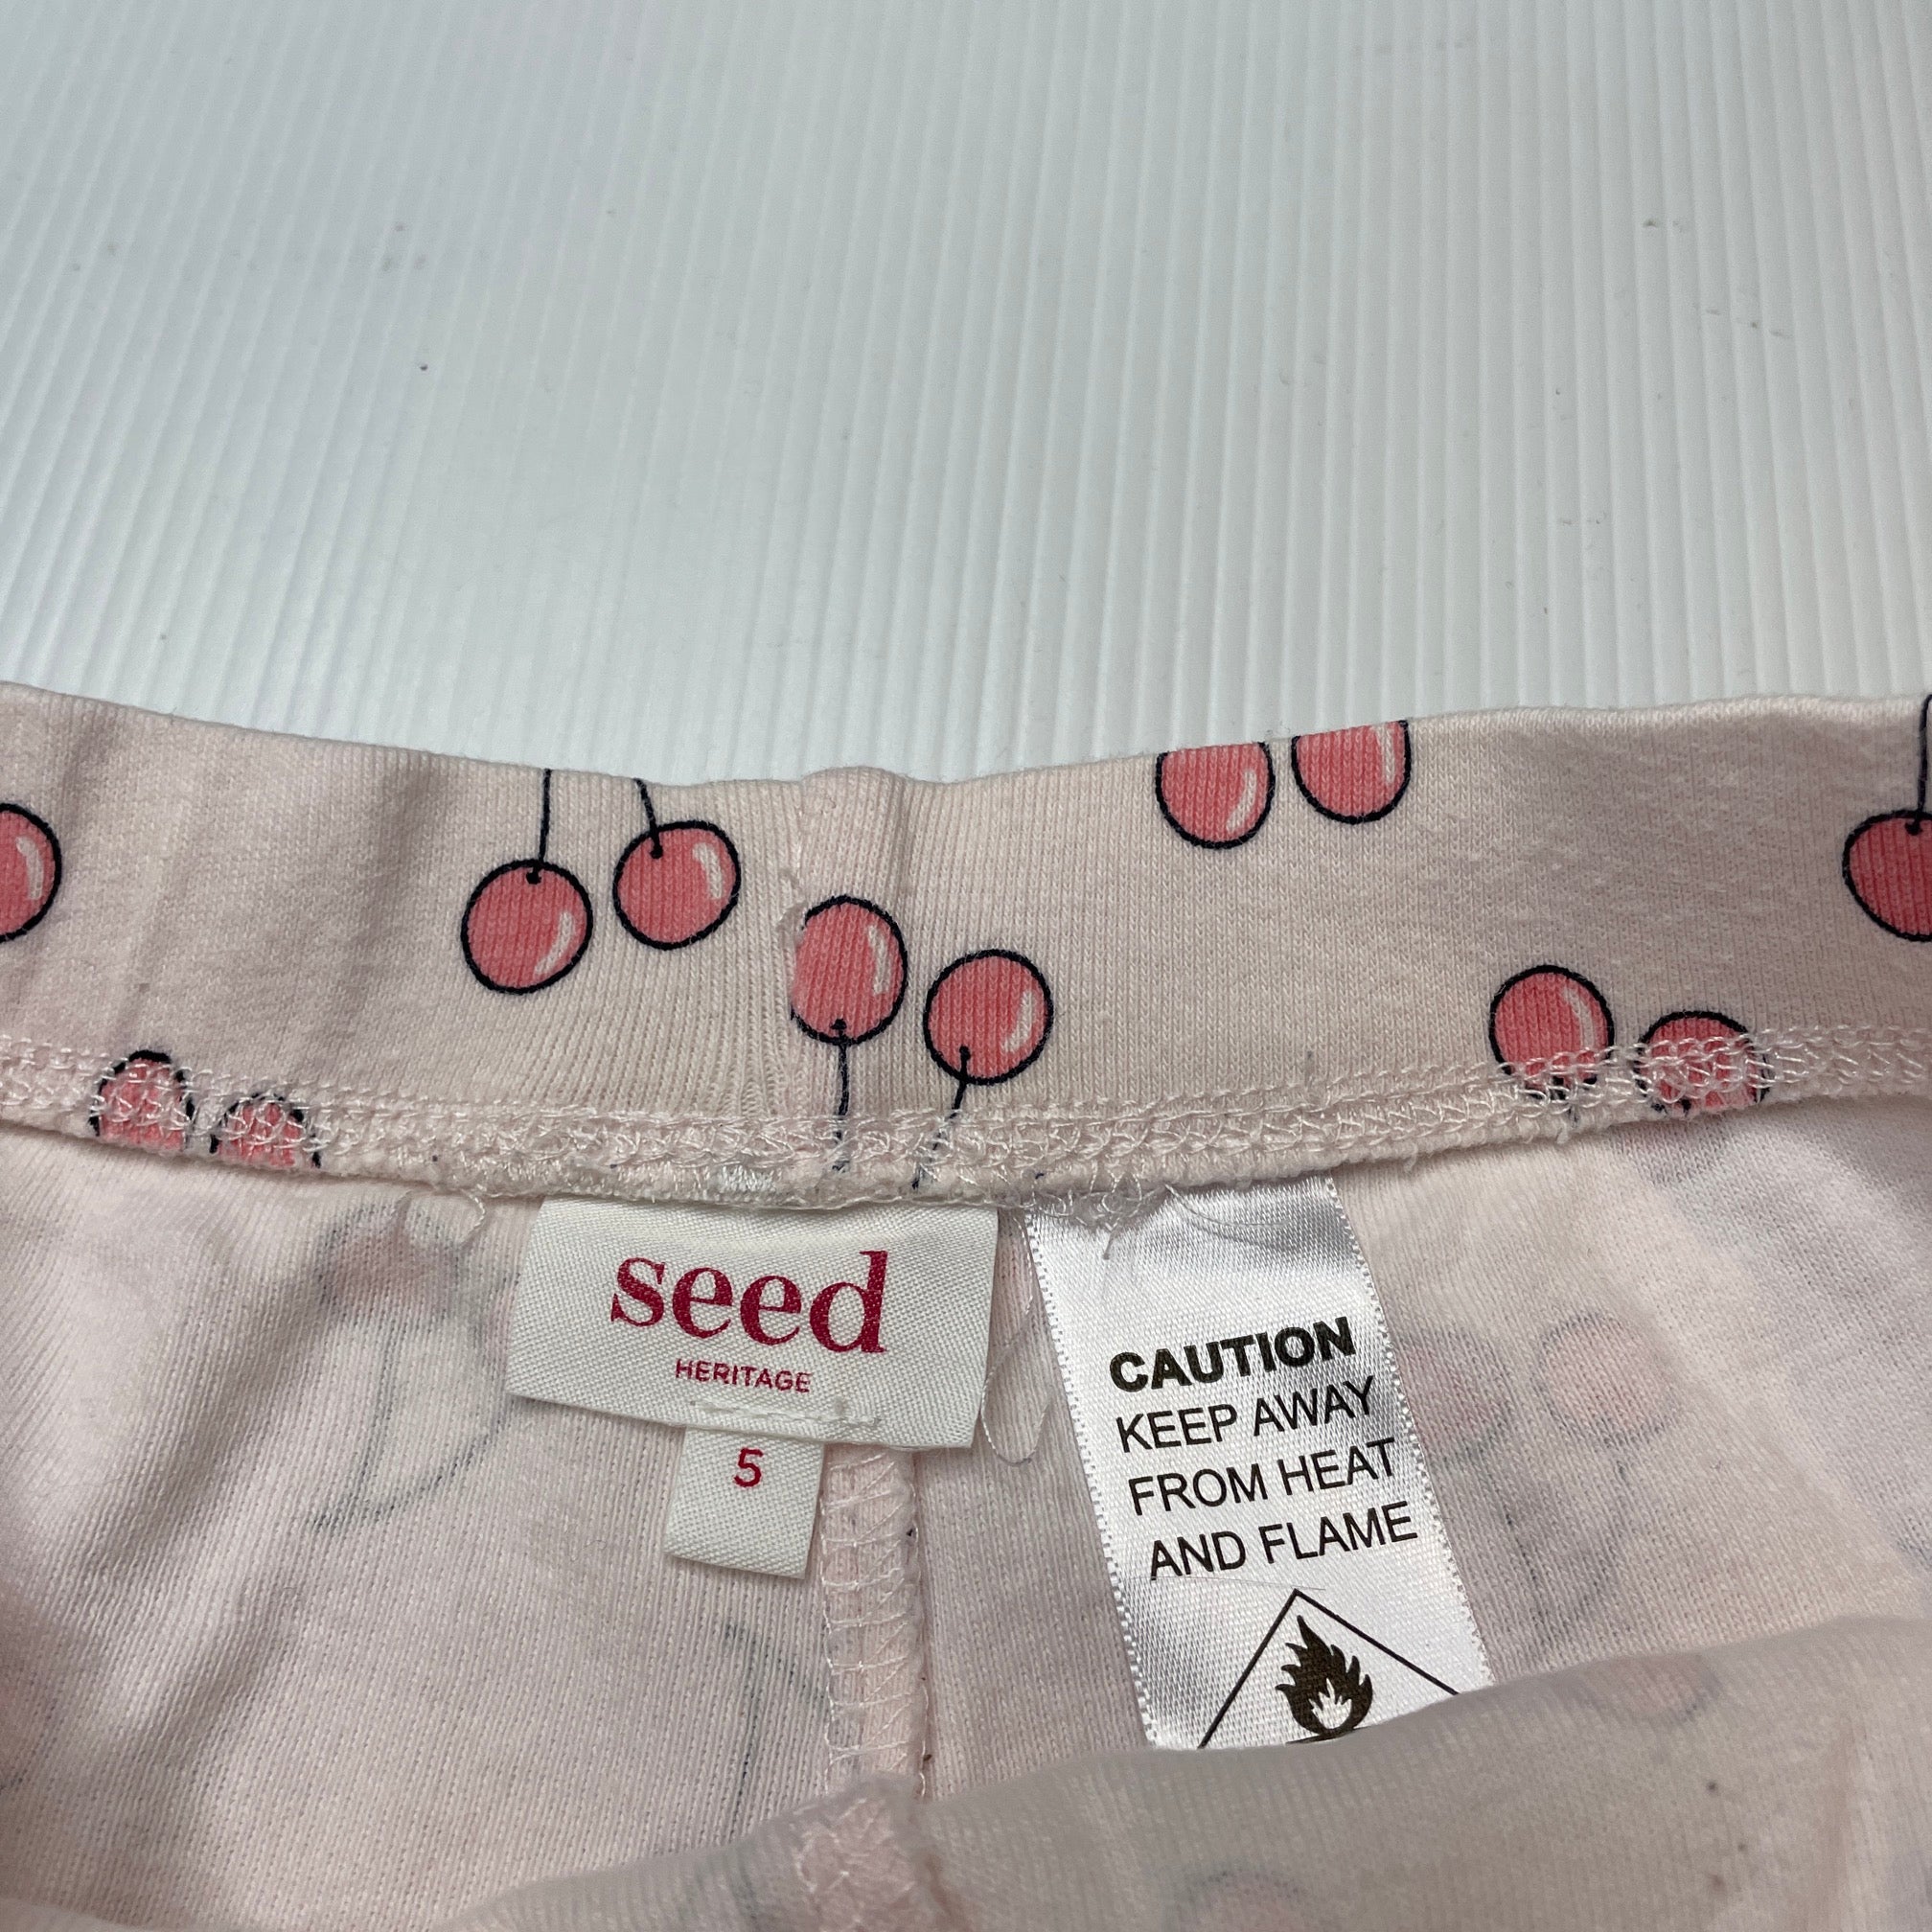 seed
HERITAGE
5
CAUTION
KEEP AWAY
FROM HEAT
AND FLAME